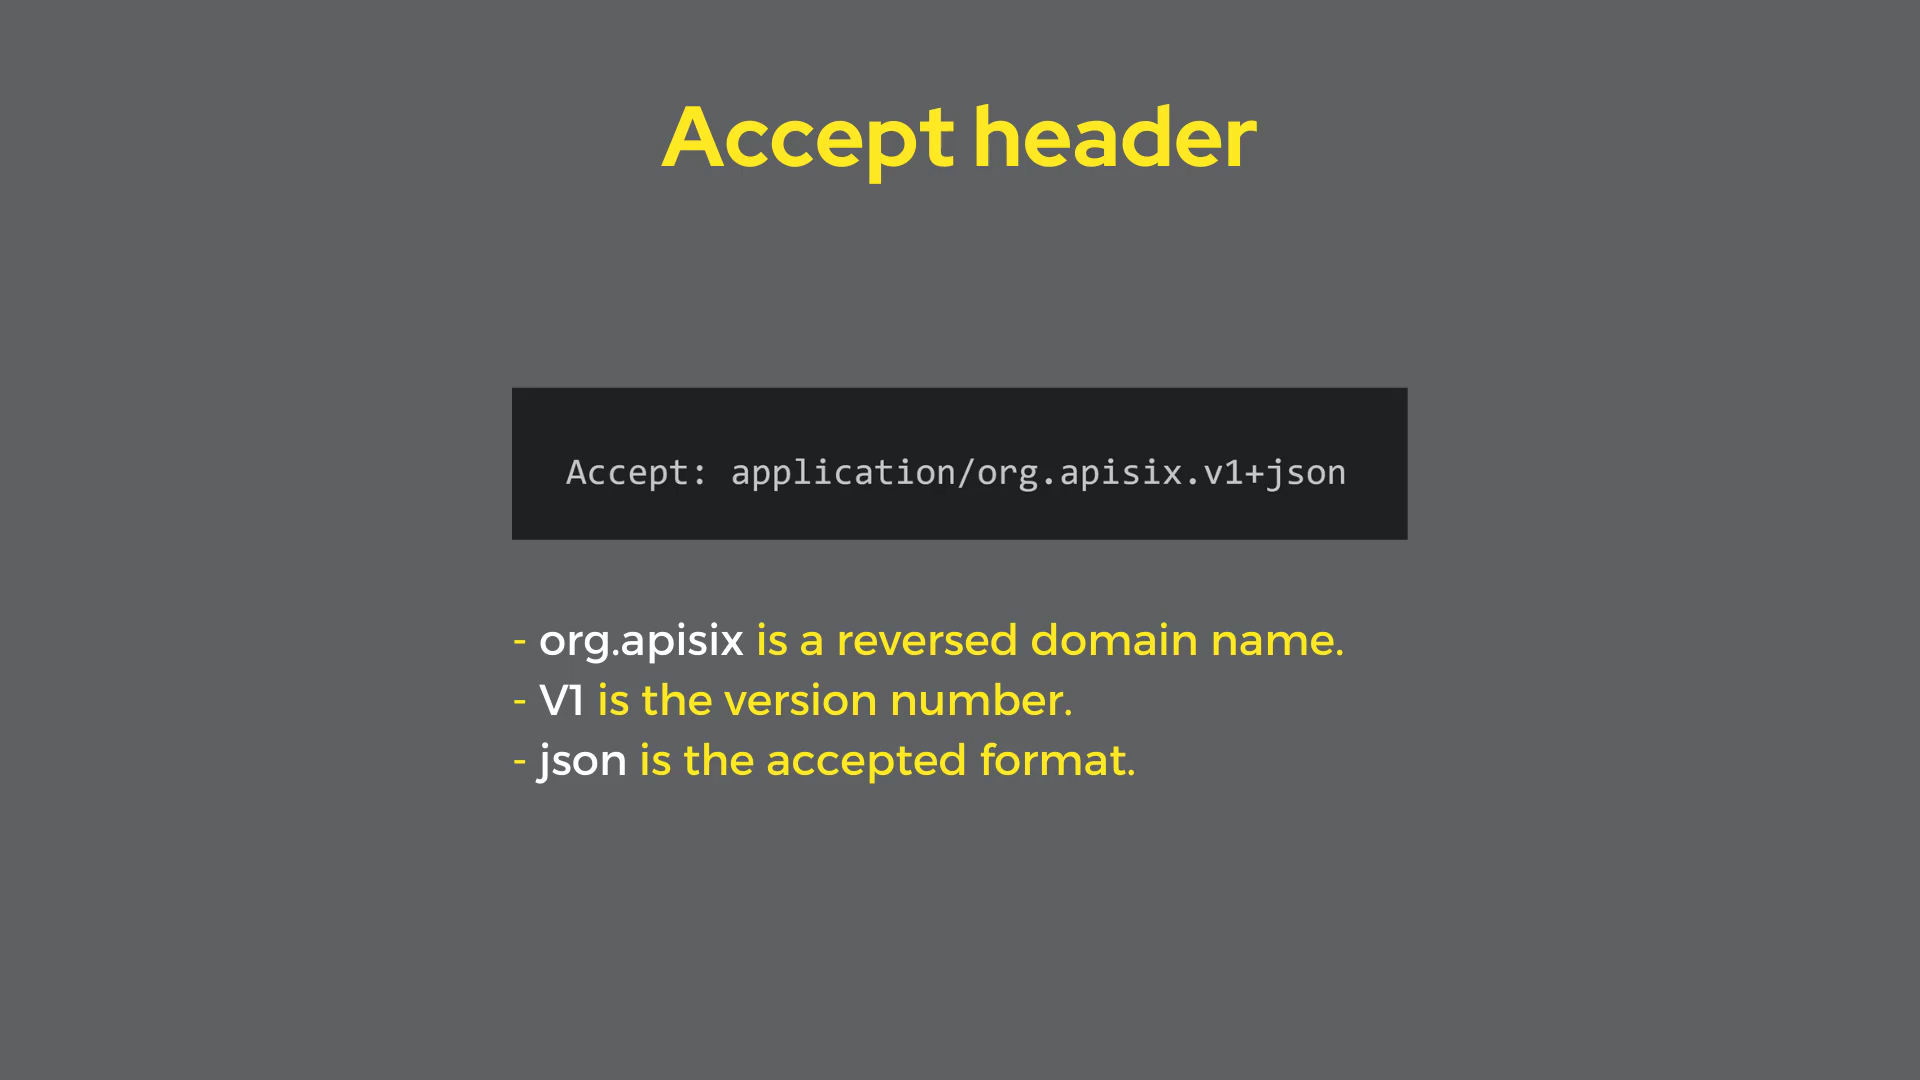 Accept header
Accept: application/org.apisix.v1+json
- org.apisix is a reversed domain name.
- V1 is the version number.
- json is the accepted format.